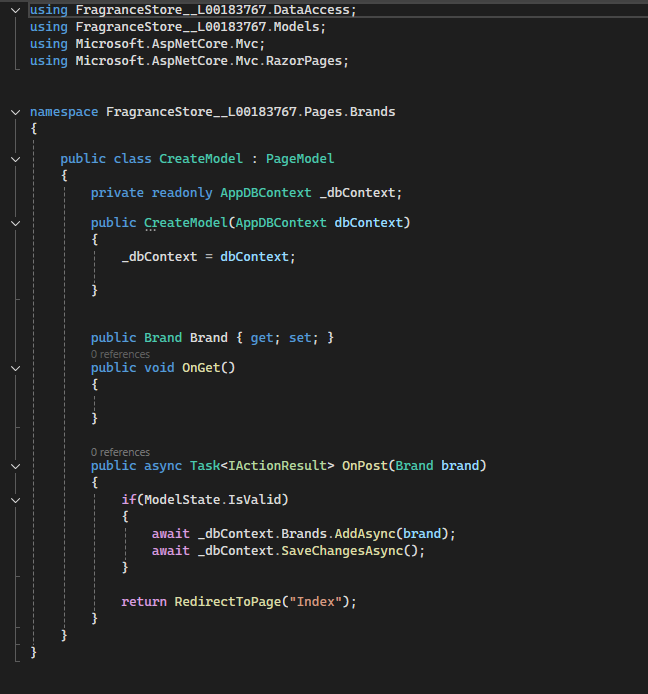 using FragranceStore__L00183767.DataAccess;
using FragranceStore__L00183767.Models;
using Microsoft.AspNetCore.Mvc;
using Microsoft.AspNetCore.Mvc.RazorPages;
namespace FragranceStore__L00183767.Pages.Brands
{
public class CreateModel : PageModel
{
private readonly AppDBContext _dbContext;
public CreateModel(AppDBContext dbContext)
{
_dbContext = dbContext;
}
public Brand Brand { get; set; }
0 references
public void OnGet()
{
}
0 references
public async Task<IActionResult> OnPost(Brand brand)
{
if(ModelState.IsValid)
{
await _dbContext.Brands.AddAsync(brand);
await _dbContext.SaveChangesAsync();
}
return RedirectToPage("Index");
}
}
}